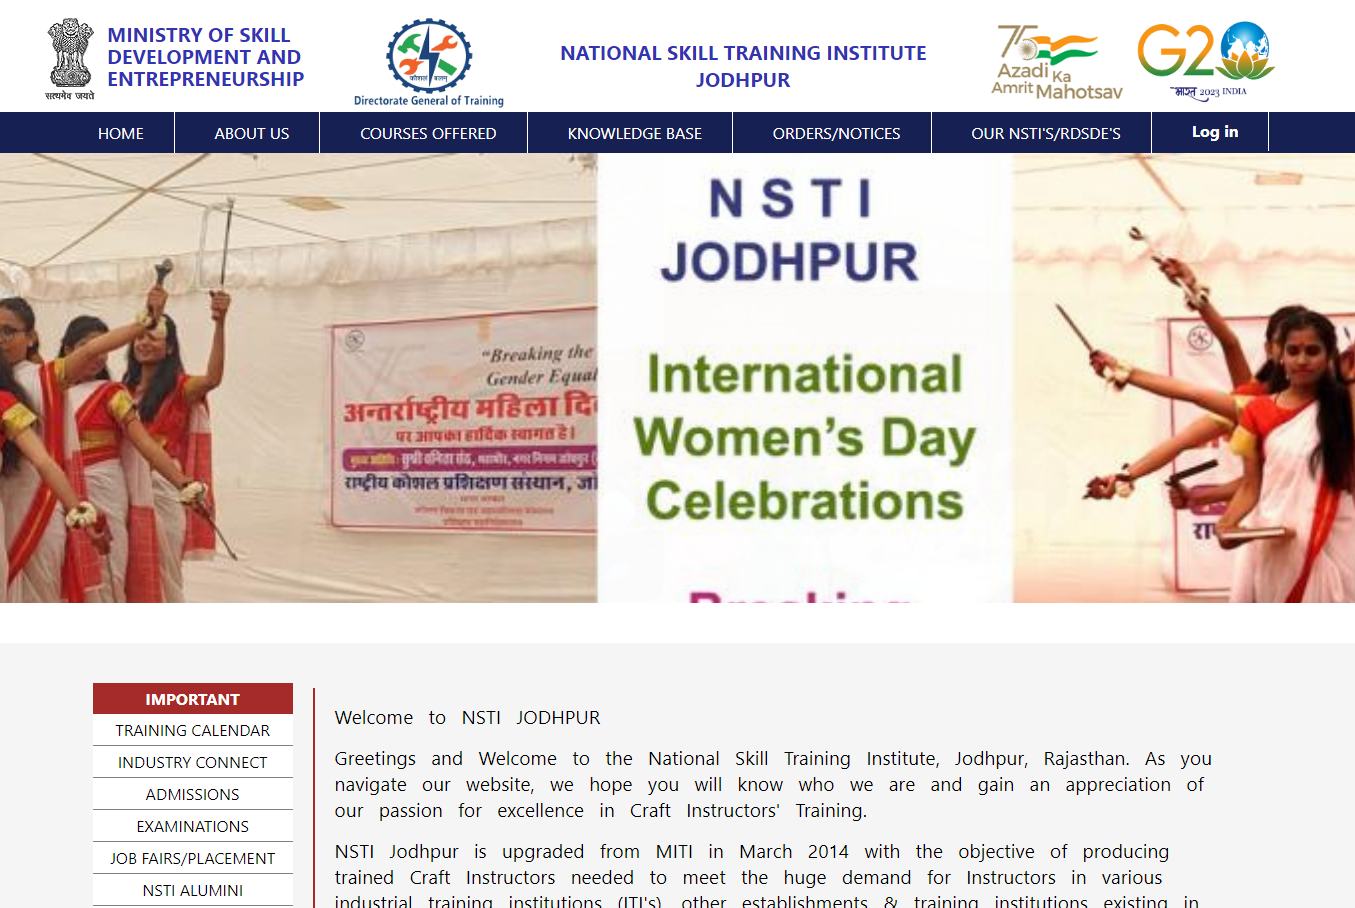 MINISTRY OF SKILL
DEVELOPMENT AND
ENTREPRENEURSHIP
सत्यमेव जयते
कौशल बलम्
Directorate General of Training
NATIONAL SKILL TRAINING INSTITUTE
JODHPUR
75
Azadi Ka
Amrit Mahotsav
G20
भारत 2023 INDIA
HOME
ABOUT US
COURSES OFFERED
KNOWLEDGE BASE
ORDERS/NOTICES
OUR NSTI'S/RDSDE'S
Log in
"Breaking the
Gender Equal
अन्तर्राष्ट्रीय महिला दि
पर आपका हार्दिक स्वागत है।
राष्ट्रीय कौशल प्रशिक्षण संस्थान, जो
NSTI
JODHPUR
International
Women's Day
Celebrations
Breaking
IMPORTANT
TRAINING CALENDAR
INDUSTRY CONNECT
ADMISSIONS
EXAMINATIONS
JOB FAIRS/PLACEMENT
NSTI ALUMINI
Welcome to NSTI JODHPUR
Greetings and Welcome to the National Skill Training Institute, Jodhpur, Rajasthan. As you
navigate our website, we hope you will know who we are and gain an appreciation of
our passion for excellence in Craft Instructors' Training.
NSTI Jodhpur is upgraded from MITI in March 2014 with the objective of producing
trained Craft Instructors needed to meet the huge demand for Instructors in various
industrial training institutions (ITI's), other establishments & training institutions existing in